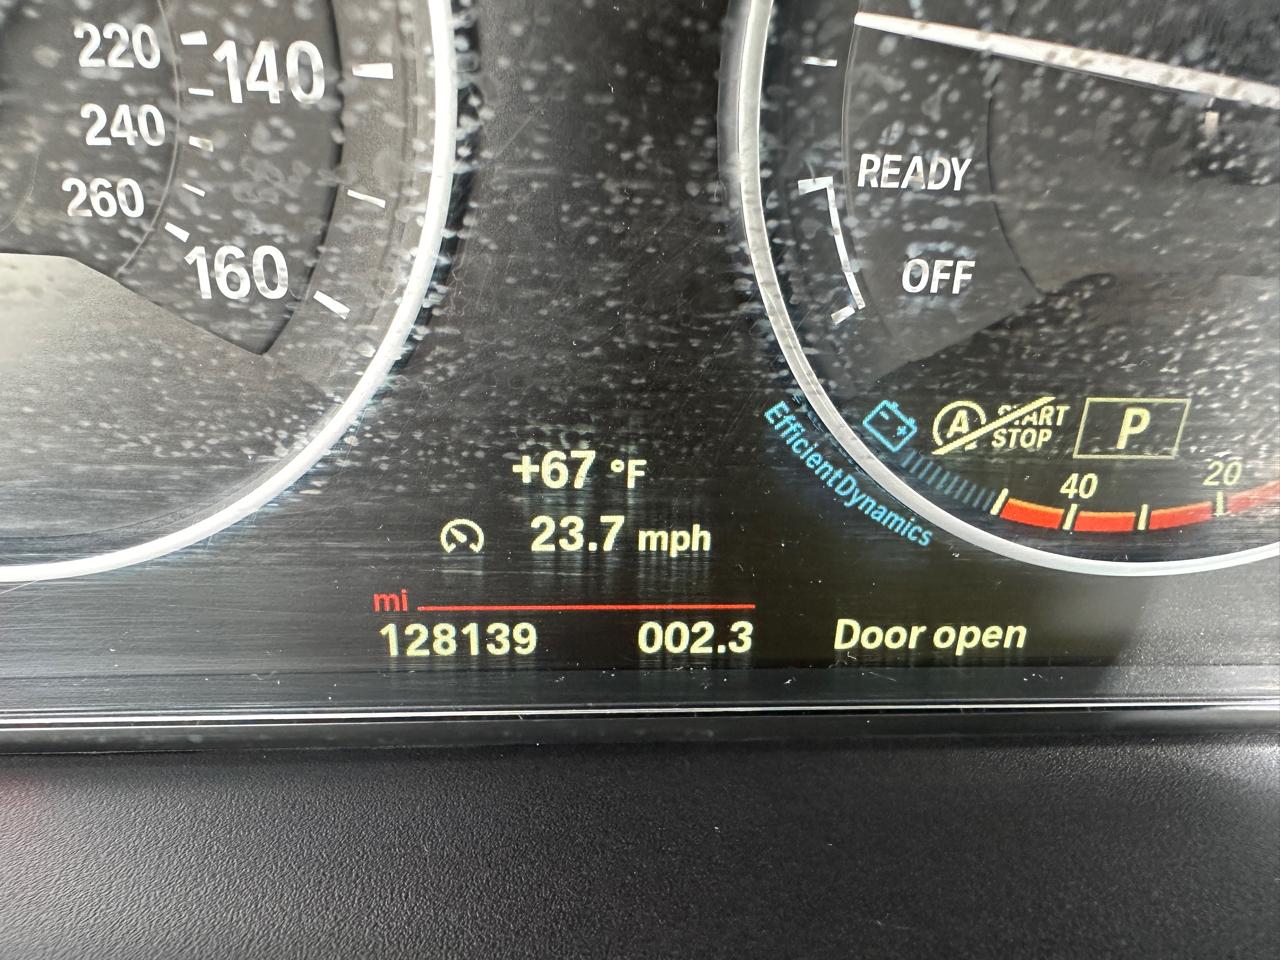 220
140
240
260
160
READY
OFF
A START STOP
P
40
20
EfficientDynamics
+67 °F
23.7 mph
mi
128139 002.3 Door open